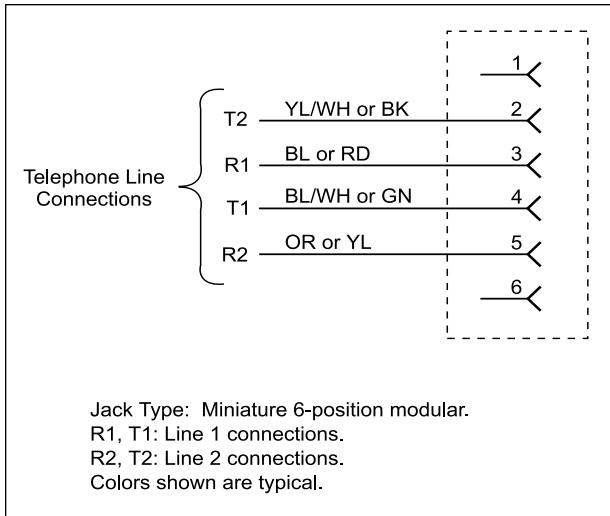 1
T2 YL/WH or BK 2
R1 BL or RD 3
Telephone Line
Connections
T1 BL/WH or GN 4
R2 OR or YL 5
6
Jack Type: Miniature 6-position modular.
R1, T1: Line 1 connections.
R2, T2: Line 2 connections.
Colors shown are typical.